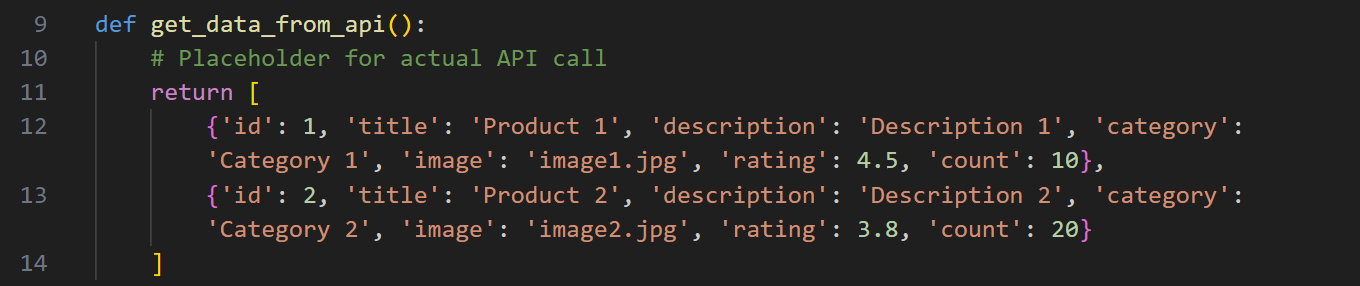 9 def get_data_from_api():
10 # Placeholder for actual API call
11 return [
12 {'id': 1, 'title': 'Product 1', 'description': 'Description 1', 'category':
'Category 1', 'image': 'image1.jpg', 'rating': 4.5, 'count': 10},
13 {'id': 2, 'title': 'Product 2', 'description': 'Description 2', 'category':
'Category 2', 'image': 'image2.jpg', 'rating': 3.8, 'count': 20}
14 ]